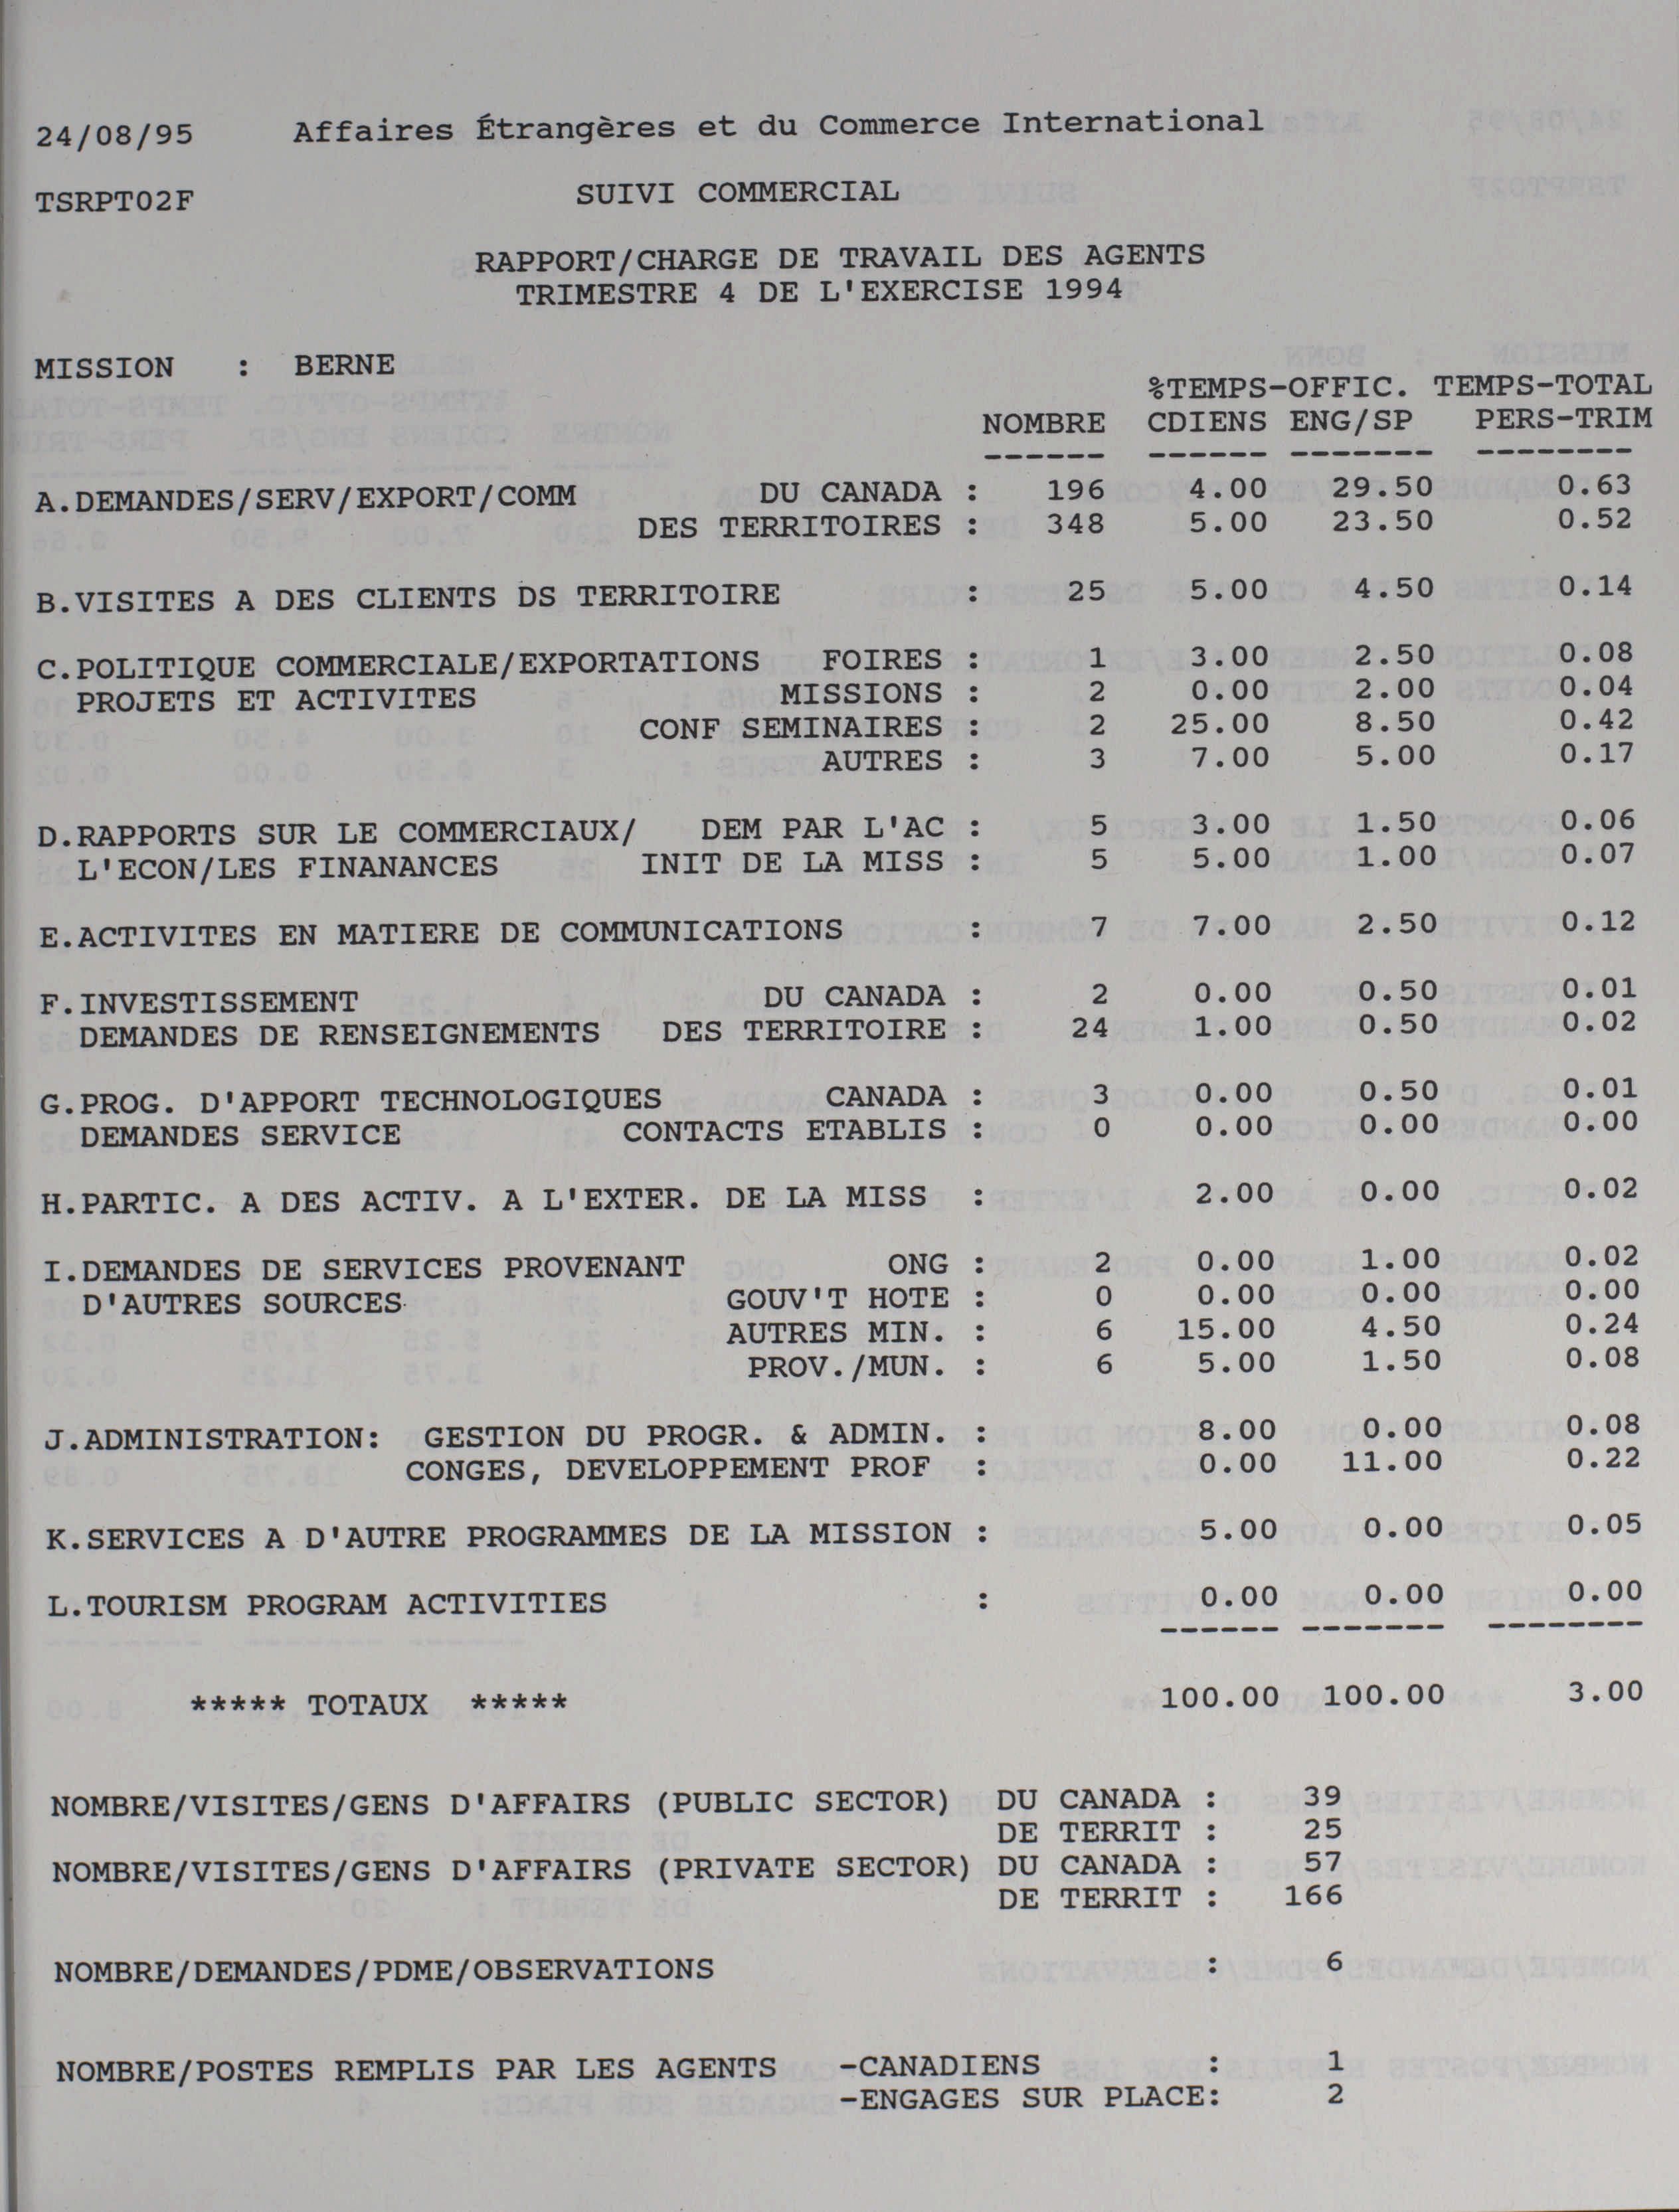 24/08/95 Affaires Étrangères et du Commerce International
TSRPT02F SUIVI COMMERCIAL
RAPPORT/CHARGE DE TRAVAIL DES AGENTS
TRIMESTRE 4 DE L'EXERCISE 1994
MISSION : BERNE
%TEMPS-OFFIC. TEMPS-TOTAL
NOMBRE CDIENS ENG/SP PERS-TRIM
------ ------ ------- --------
A.DEMANDES/SERV/EXPORT/COMM DU CANADA : 196 4.00 29.50 0.63
DES TERRITOIRES : 348 5.00 23.50 0.52
B.VISITES A DES CLIENTS DS TERRITOIRE : 25 5.00 4.50 0.14
C.POLITIQUE COMMERCIALE/EXPORTATIONS FOIRES : 1 3.00 2.50 0.08
PROJETS ET ACTIVITES MISSIONS : 2 0.00 2.00 0.04
CONF SEMINAIRES : 2 25.00 8.50 0.42
AUTRES : 3 7.00 5.00 0.17
D.RAPPORTS SUR LE COMMERCIAUX/ DEM PAR L'AC : 5 3.00 1.50 0.06
L'ECON/LES FINANANCES INIT DE LA MISS : 5 5.00 1.00 0.07
E.ACTIVITES EN MATIERE DE COMMUNICATIONS : 7 7.00 2.50 0.12
F.INVESTISSEMENT DU CANADA : 2 0.00 0.50 0.01
DEMANDES DE RENSEIGNEMENTS DES TERRITOIRE : 24 1.00 0.50 0.02
G.PROG. D'APPORT TECHNOLOGIQUES CANADA : 3 0.00 0.50 0.01
DEMANDES SERVICE CONTACTS ETABLIS : 0 0.00 0.00 0.00
H.PARTIC. A DES ACTIV. A L'EXTER. DE LA MISS : 2.00 0.00 0.02
I.DEMANDES DE SERVICES PROVENANT ONG : 2 0.00 1.00 0.02
D'AUTRES SOURCES GOUV'T HOTE : 0 0.00 0.00 0.00
AUTRES MIN. : 6 15.00 4.50 0.24
PROV./MUN. : 6 5.00 1.50 0.08
J.ADMINISTRATION: GESTION DU PROGR. & ADMIN. : 8.00 0.00 0.08
CONGES, DEVELOPPEMENT PROF : 0.00 11.00 0.22
K.SERVICES A D'AUTRE PROGRAMMES DE LA MISSION : 5.00 0.00 0.05
L.TOURISM PROGRAM ACTIVITIES : 0.00 0.00 0.00
------ ------- --------
***** TOTAUX ***** 100.00 100.00 3.00
NOMBRE/VISITES/GENS D'AFFAIRS (PUBLIC SECTOR) DU CANADA : 39
DE TERRIT : 25
NOMBRE/VISITES/GENS D'AFFAIRS (PRIVATE SECTOR) DU CANADA : 57
DE TERRIT : 166
NOMBRE/DEMANDES/PDME/OBSERVATIONS : 6
NOMBRE/POSTES REMPLIS PAR LES AGENTS -CANADIENS : 1
-ENGAGES SUR PLACE: 2